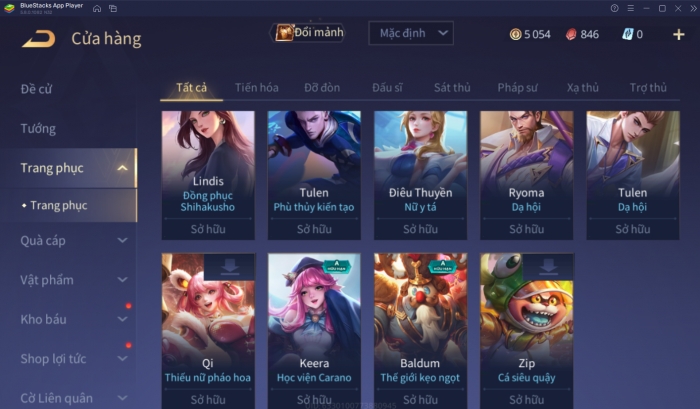 BlueStacks App Player
Cửa hàng
Đổi mảnh
Mặc định
5 054
846
0
Đề cử
Tướng
Trang phục
• Trang phục
Quà cáp
Vật phẩm
Kho báu
Shop lợi tức
Cờ Liên quân
Tất cả
Tiến hóa
Đỡ đòn
Đấu sĩ
Sát thủ
Pháp sư
Xạ thủ
Trợ thủ
Lindis
Đồng phục
Shihakusho
Sở hữu
Tulen
Phù thủy kiến tạo
Sở hữu
Điêu Thuyền
Nữ y tá
Sở hữu
Ryoma
Dạ hội
Sở hữu
Tulen
Dạ hội
Sở hữu
Qi
Thiếu nữ pháo hoa
Sở hữu
A
HỮU HẠN
Keera
Học viện Carano
Sở hữu
A
HỮU HẠN
Baldum
Thế giới kẹo ngọt
Sở hữu
Zip
Cá siêu quậy
Sở hữu